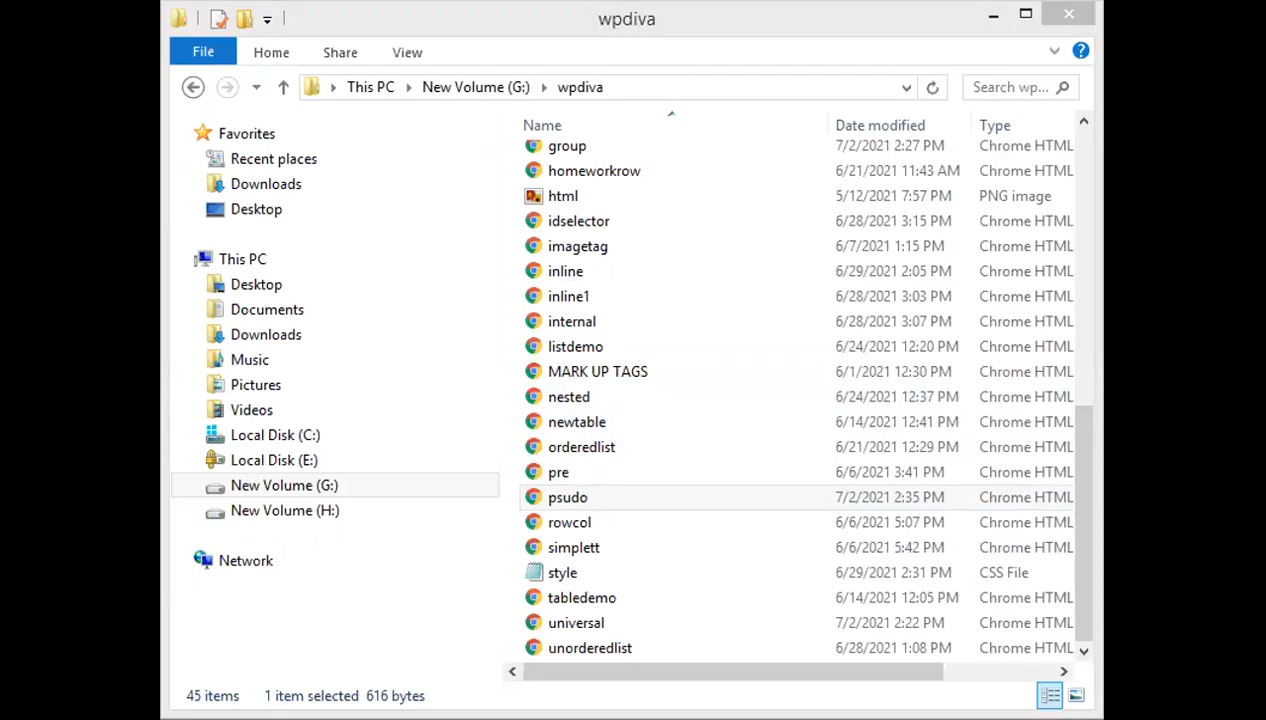 wpdiva
File Home Share View
This PC New Volume (G:) wpdiva Search wp...
Name Date modified Type
Favorites
Recent places
Downloads
Desktop
This PC
Desktop
Documents
Downloads
Music
Pictures
Videos
Local Disk (C:)
Local Disk (E:)
New Volume (G:)
New Volume (H:)
Network
group 7/2/2021 2:27 PM Chrome HTML
homeworkrow 6/21/2021 11:43 AM Chrome HTML
html 5/12/2021 7:57 PM PNG image
idselector 6/28/2021 3:15 PM Chrome HTML
imagetag 6/7/2021 1:15 PM Chrome HTML
inline 6/29/2021 2:05 PM Chrome HTML
inline1 6/28/2021 3:03 PM Chrome HTML
internal 6/28/2021 3:07 PM Chrome HTML
listdemo 6/24/2021 12:20 PM Chrome HTML
MARK UP TAGS 6/1/2021 12:30 PM Chrome HTML
nested 6/24/2021 12:37 PM Chrome HTML
newtable 6/14/2021 12:41 PM Chrome HTML
orderedlist 6/21/2021 12:29 PM Chrome HTML
pre 6/6/2021 3:41 PM Chrome HTML
psudo 7/2/2021 2:35 PM Chrome HTML
rowcol 6/6/2021 5:07 PM Chrome HTML
simplett 6/6/2021 5:42 PM Chrome HTML
style 6/29/2021 2:31 PM CSS File
tabledemo 6/14/2021 12:05 PM Chrome HTML
universal 7/2/2021 2:22 PM Chrome HTML
unorderedlist 6/28/2021 1:08 PM Chrome HTML
45 items 1 item selected 616 bytes